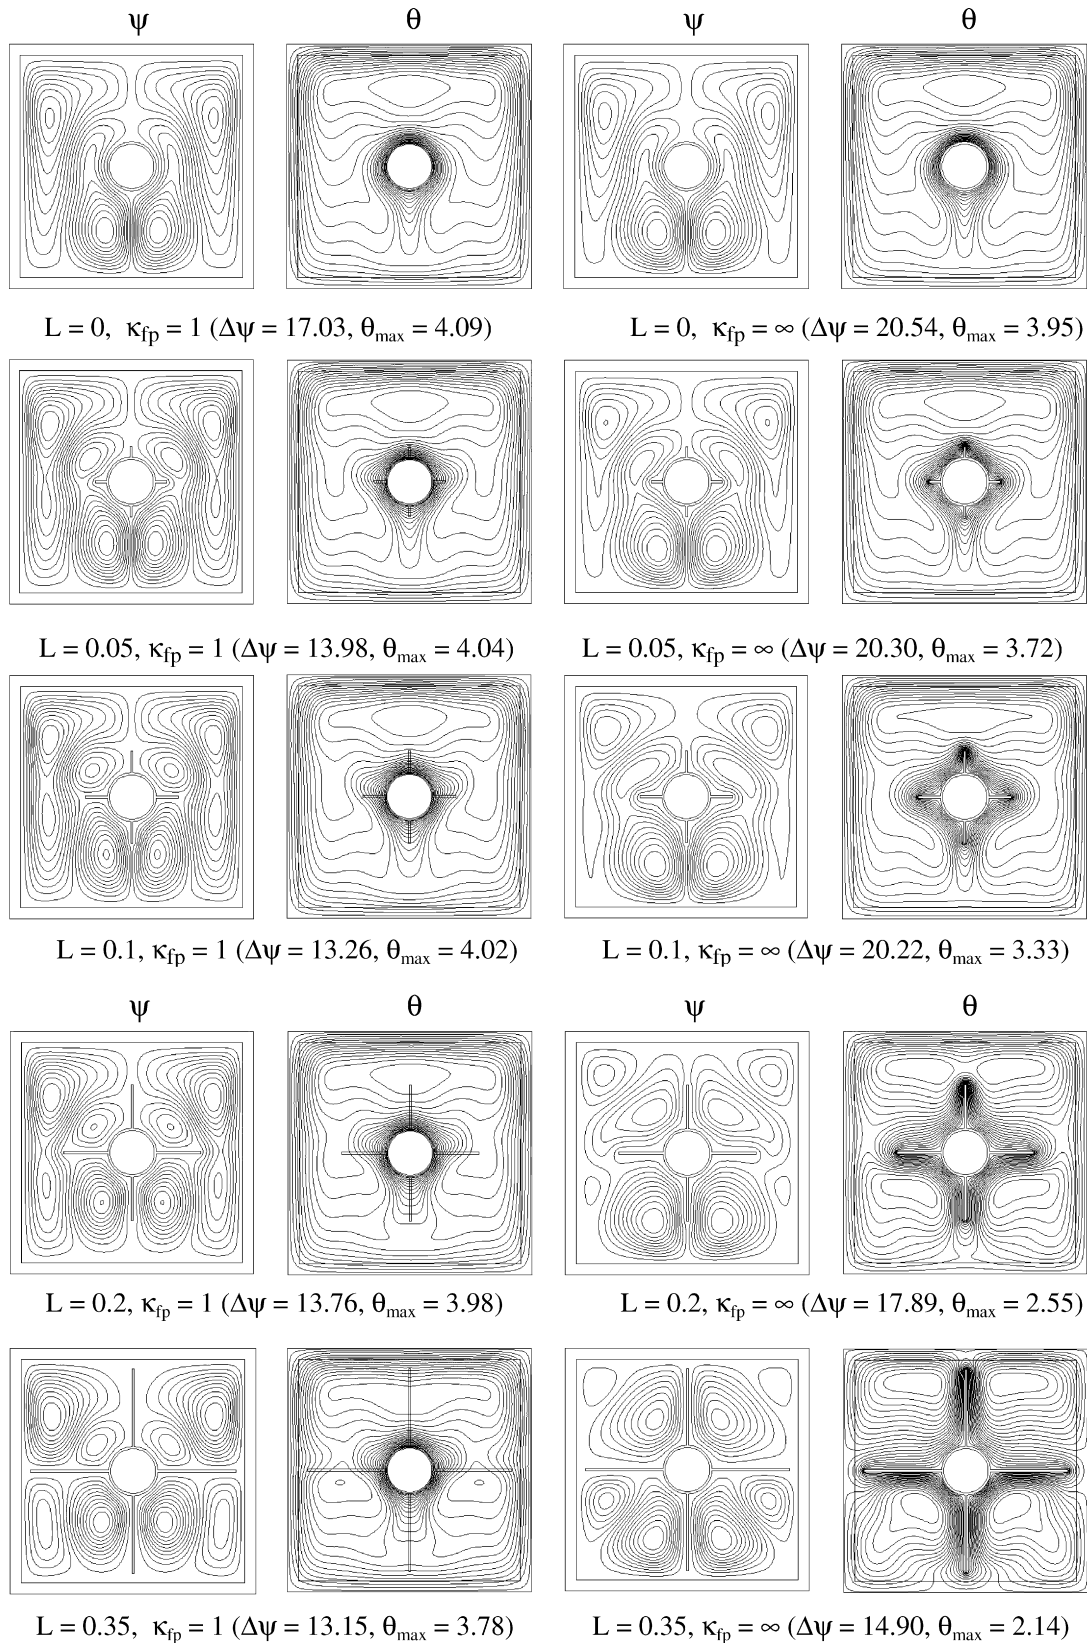 ψ θ ψ θ
L = 0, κfp = 1 (Δψ = 17.03, θmax = 4.09) L = 0, κfp = ∞ (Δψ = 20.54, θmax = 3.95)
L = 0.05, κfp = 1 (Δψ = 13.98, θmax = 4.04) L = 0.05, κfp = ∞ (Δψ = 20.30, θmax = 3.72)
L = 0.1, κfp = 1 (Δψ = 13.26, θmax = 4.02) L = 0.1, κfp = ∞ (Δψ = 20.22, θmax = 3.33)
ψ θ ψ θ
L = 0.2, κfp = 1 (Δψ = 13.76, θmax = 3.98) L = 0.2, κfp = ∞ (Δψ = 17.89, θmax = 2.55)
L = 0.35, κfp = 1 (Δψ = 13.15, θmax = 3.78) L = 0.35, κfp = ∞ (Δψ = 14.90, θmax = 2.14)